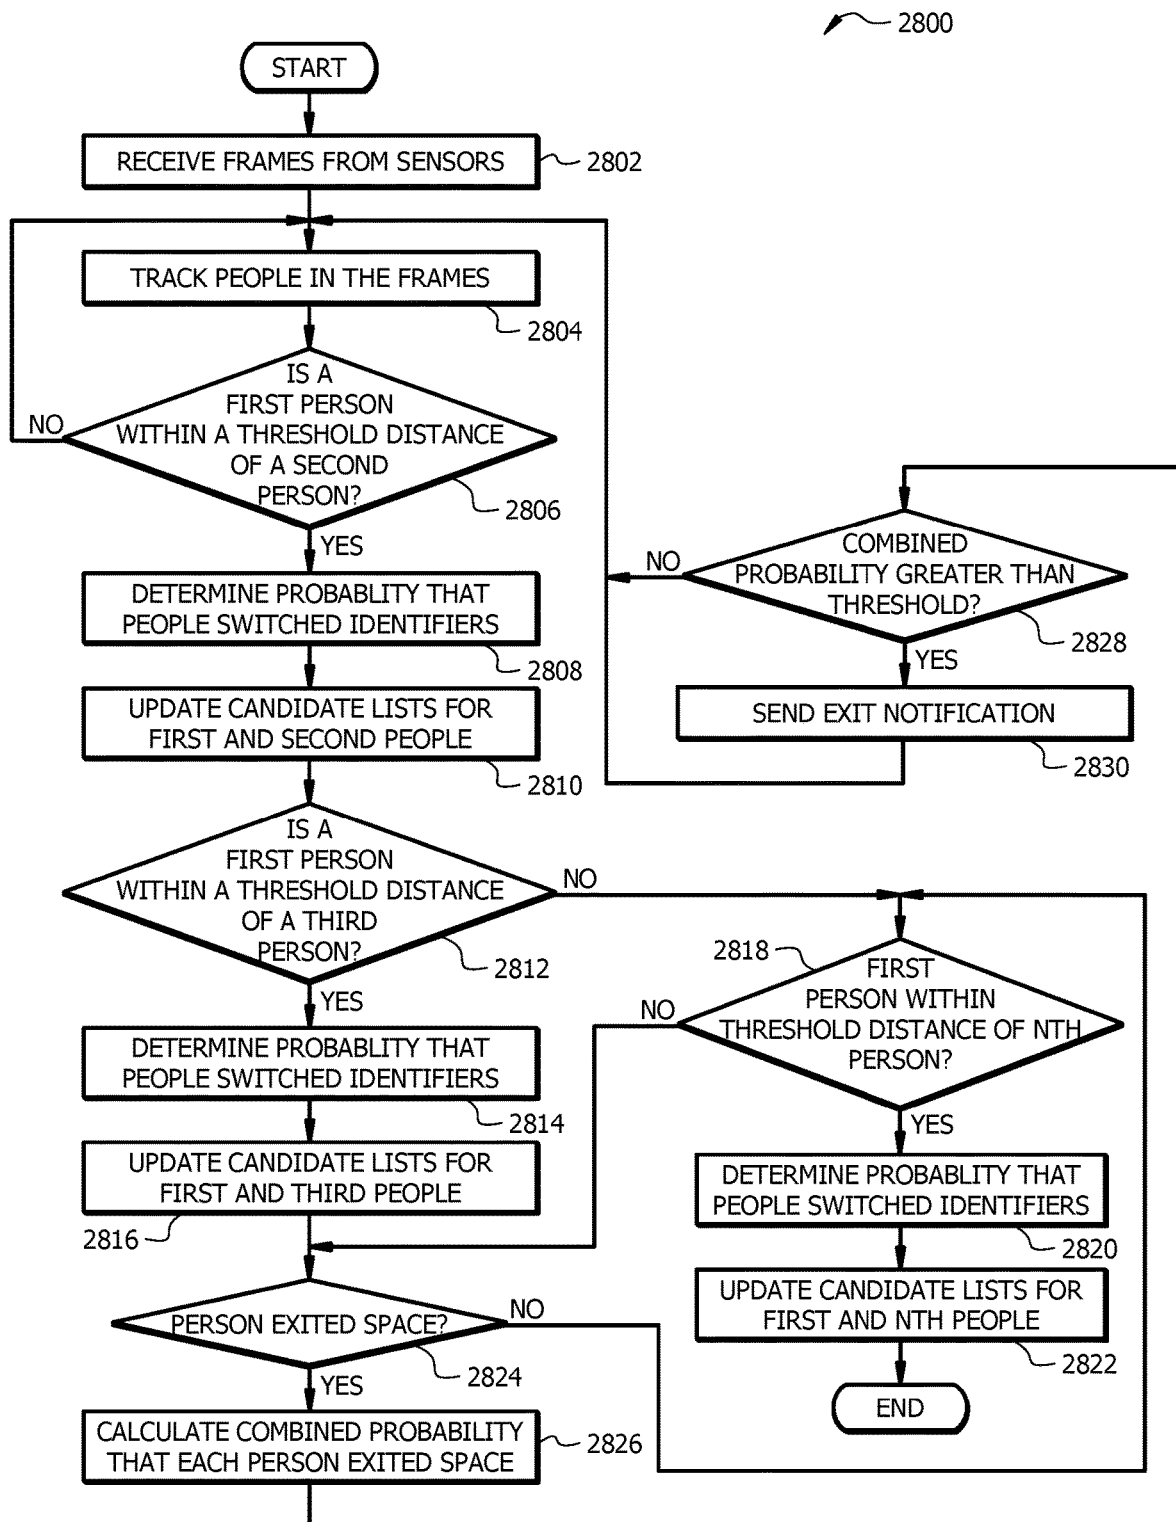 2800
START
RECEIVE FRAMES FROM SENSORS
2802
TRACK PEOPLE IN THE FRAMES
2804
IS A
FIRST PERSON
WITHIN A THRESHOLD DISTANCE
OF A SECOND
PERSON?
NO
2806
YES
DETERMINE PROBABLITY THAT
PEOPLE SWITCHED IDENTIFIERS
2808
UPDATE CANDIDATE LISTS FOR
FIRST AND SECOND PEOPLE
2810
IS A
FIRST PERSON
WITHIN A THRESHOLD DISTANCE
OF A THIRD
PERSON?
NO
2812
YES
DETERMINE PROBABLITY THAT
PEOPLE SWITCHED IDENTIFIERS
2814
UPDATE CANDIDATE LISTS FOR
FIRST AND THIRD PEOPLE
2816
PERSON EXITED SPACE?
NO
2824
YES
CALCULATE COMBINED PROBABILITY
THAT EACH PERSON EXITED SPACE
2826
COMBINED
PROBABILITY GREATER THAN
THRESHOLD?
NO
2828
YES
SEND EXIT NOTIFICATION
2830
2818
FIRST
PERSON WITHIN
THRESHOLD DISTANCE OF NTH
PERSON?
NO
YES
DETERMINE PROBABLITY THAT
PEOPLE SWITCHED IDENTIFIERS
2820
UPDATE CANDIDATE LISTS FOR
FIRST AND NTH PEOPLE
2822
END